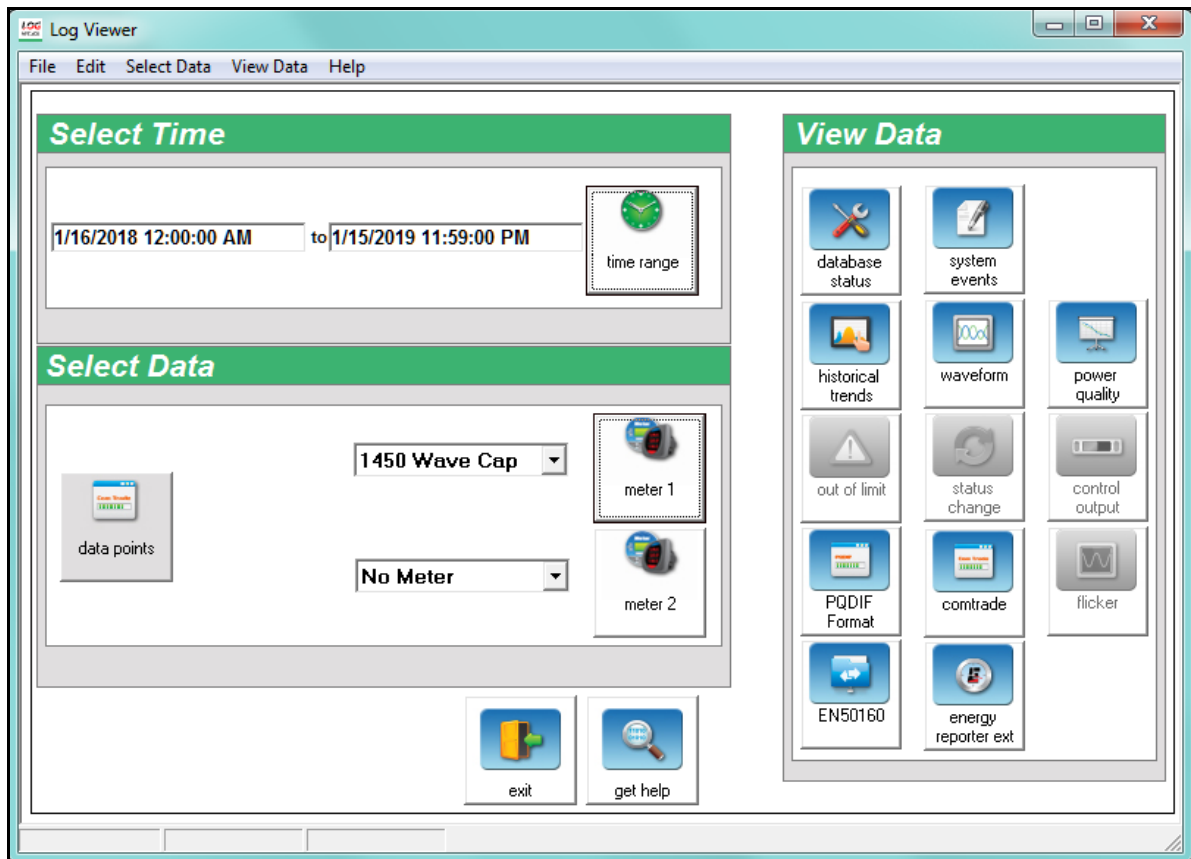 Log Viewer
File Edit Select Data View Data Help
Select Time
1/16/2018 12:00:00 AM to 1/15/2019 11:59:00 PM
time range
Select Data
1450 Wave Cap
meter 1
data points
No Meter
meter 2
exit
get help
View Data
database
status
system
events
historical
trends
waveform
power
quality
out of limit
status
change
control
output
PQDIF
Format
comtrade
flicker
EN50160
energy
reporter ext